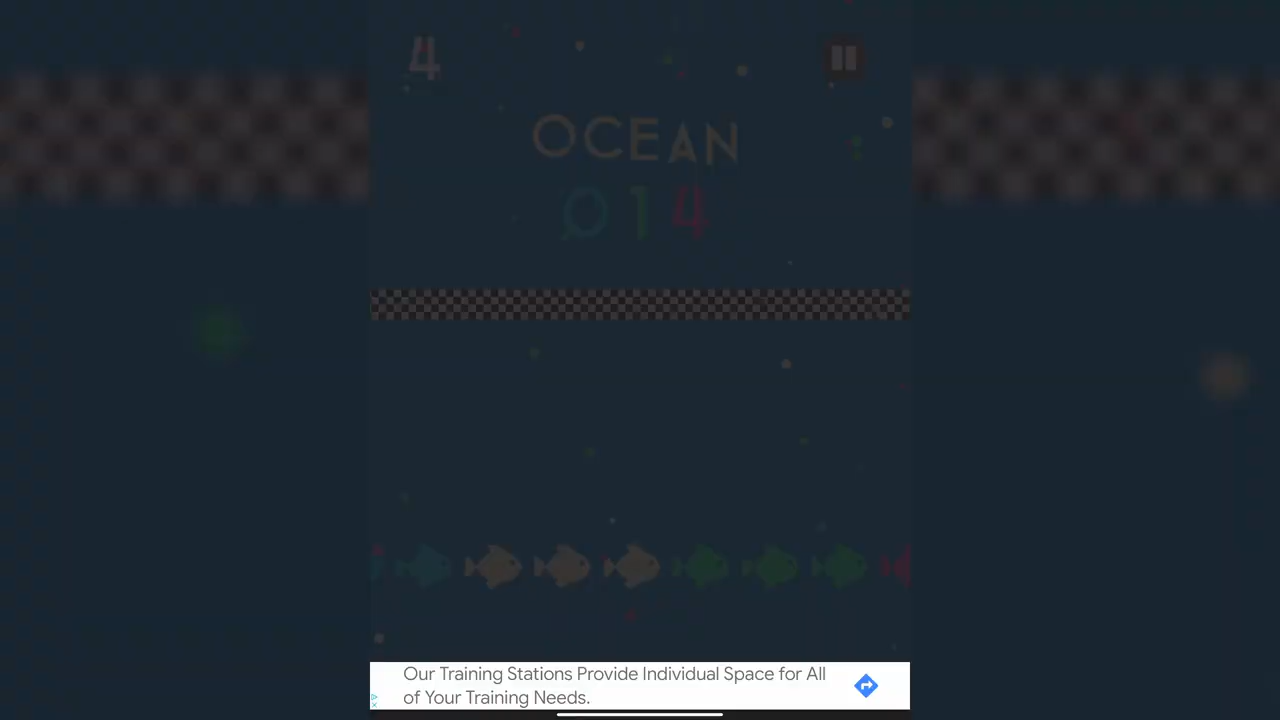 4
OCEAN
014
Our Training Stations Provide Individual Space for All
of Your Training Needs.